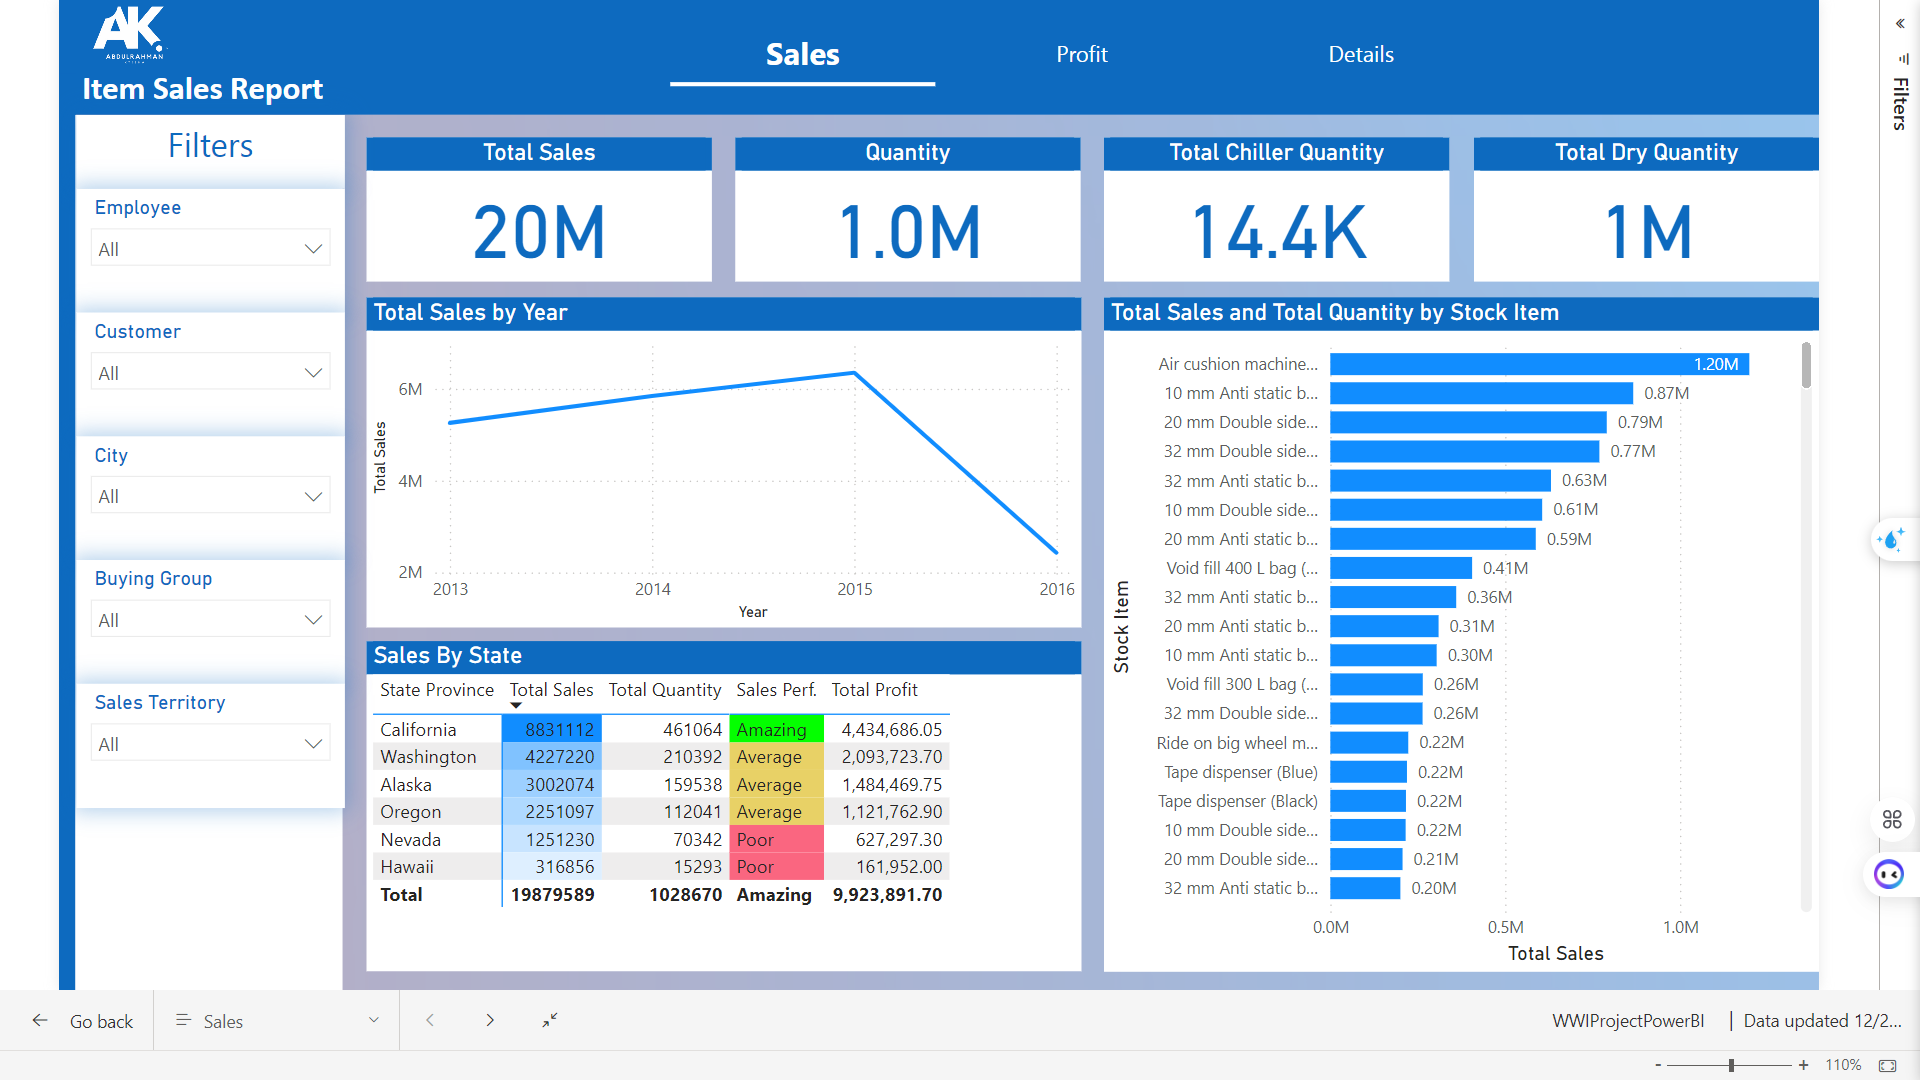 AK.
ABDULRAHMAN
Item Sales Report
Sales
Profit
Details
Filters
Employee
All
Customer
All
City
All
Buying Group
All
Sales Territory
All
Total Sales
20M
Quantity
1.0M
Total Chiller Quantity
14.4K
Total Dry Quantity
1M
Total Sales by Year
Total Sales
6M
4M
2M
2013 2014 2015 2016
Year
Sales By State
State Province Total Sales Total Quantity Sales Perf. Total Profit
California 8831112 461064 Amazing 4,434,686.05
Washington 4227220 210392 Average 2,093,723.70
Alaska 3002074 159538 Average 1,484,469.75
Oregon 2251097 112041 Average 1,121,762.90
Nevada 1251230 70342 Poor 627,297.30
Hawaii 316856 15293 Poor 161,952.00
Total 19879589 1028670 Amazing 9,923,891.70
Total Sales and Total Quantity by Stock Item
Stock Item
Air cushion machine... 1.20M
10 mm Anti static b... 0.87M
20 mm Double side... 0.79M
32 mm Double side... 0.77M
32 mm Anti static b... 0.63M
10 mm Double side... 0.61M
20 mm Anti static b... 0.59M
Void fill 400 L bag (... 0.41M
32 mm Anti static b... 0.36M
20 mm Anti static b... 0.31M
10 mm Anti static b... 0.30M
Void fill 300 L bag (... 0.26M
32 mm Double side... 0.26M
Ride on big wheel m... 0.22M
Tape dispenser (Blue) 0.22M
Tape dispenser (Black) 0.22M
10 mm Double side... 0.22M
20 mm Double side... 0.21M
32 mm Anti static b... 0.20M
0.0M 0.5M 1.0M
Total Sales
Filters
Go back
Sales
WWIProjectPowerBI | Data updated 12/2...
- + 110%